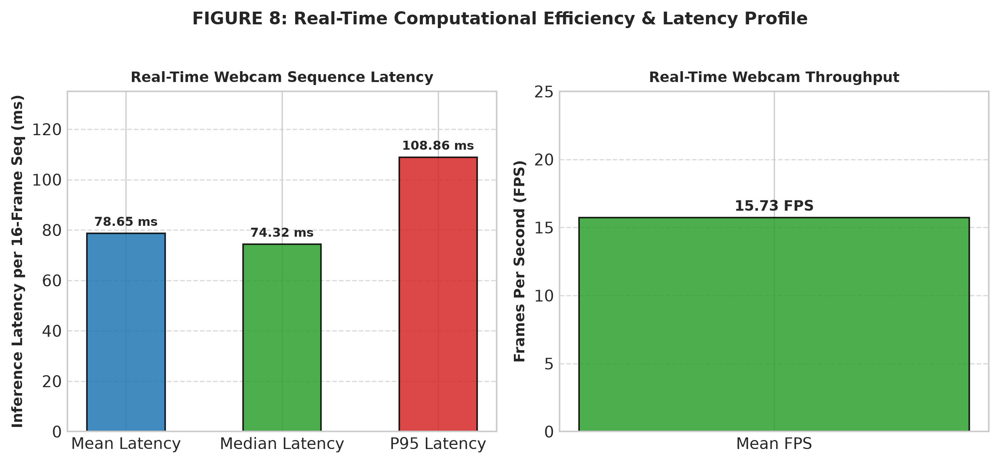 FIGURE 8: Real-Time Computational Efficiency & Latency Profile
Real-Time Webcam Sequence Latency
Inference Latency per 16-Frame Seq (ms)
120
100
80
60
40
20
0
78.65 ms
74.32 ms
108.86 ms
Mean Latency
Median Latency
P95 Latency
Real-Time Webcam Throughput
Frames Per Second (FPS)
25
20
15
10
5
0
15.73 FPS
Mean FPS